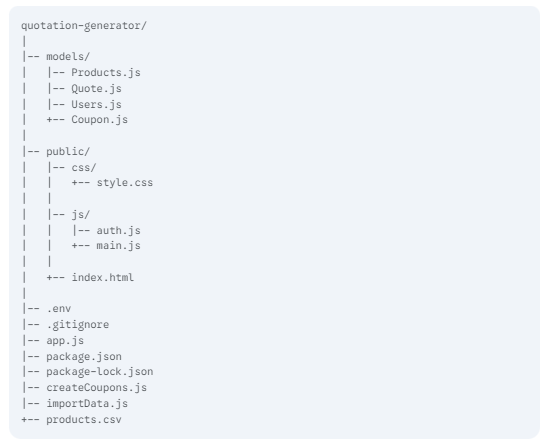 quotation-generator/
|
|-- models/
|   |-- Products.js
|   |-- Quote.js
|   |-- Users.js
|   +-- Coupon.js
|
|-- public/
|   |-- css/
|   |   +-- style.css
|   |
|   |-- js/
|   |   |-- auth.js
|   |   +-- main.js
|   |
|   +-- index.html
|
|-- .env
|-- .gitignore
|-- app.js
|-- package.json
|-- package-lock.json
|-- createCoupons.js
|-- importData.js
+-- products.csv